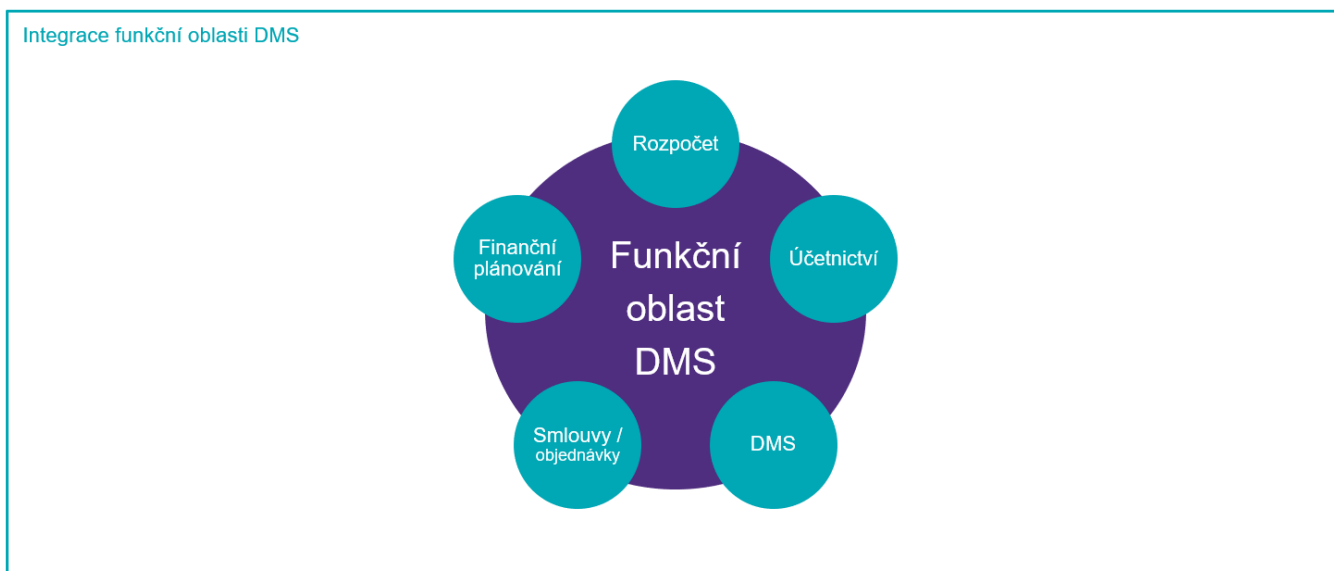 Integrace funkční oblasti DMS
Rozpočet
Finanční
plánování
Funkční
oblast
DMS
Účetnictví
Smlouvy /
objednávky
DMS